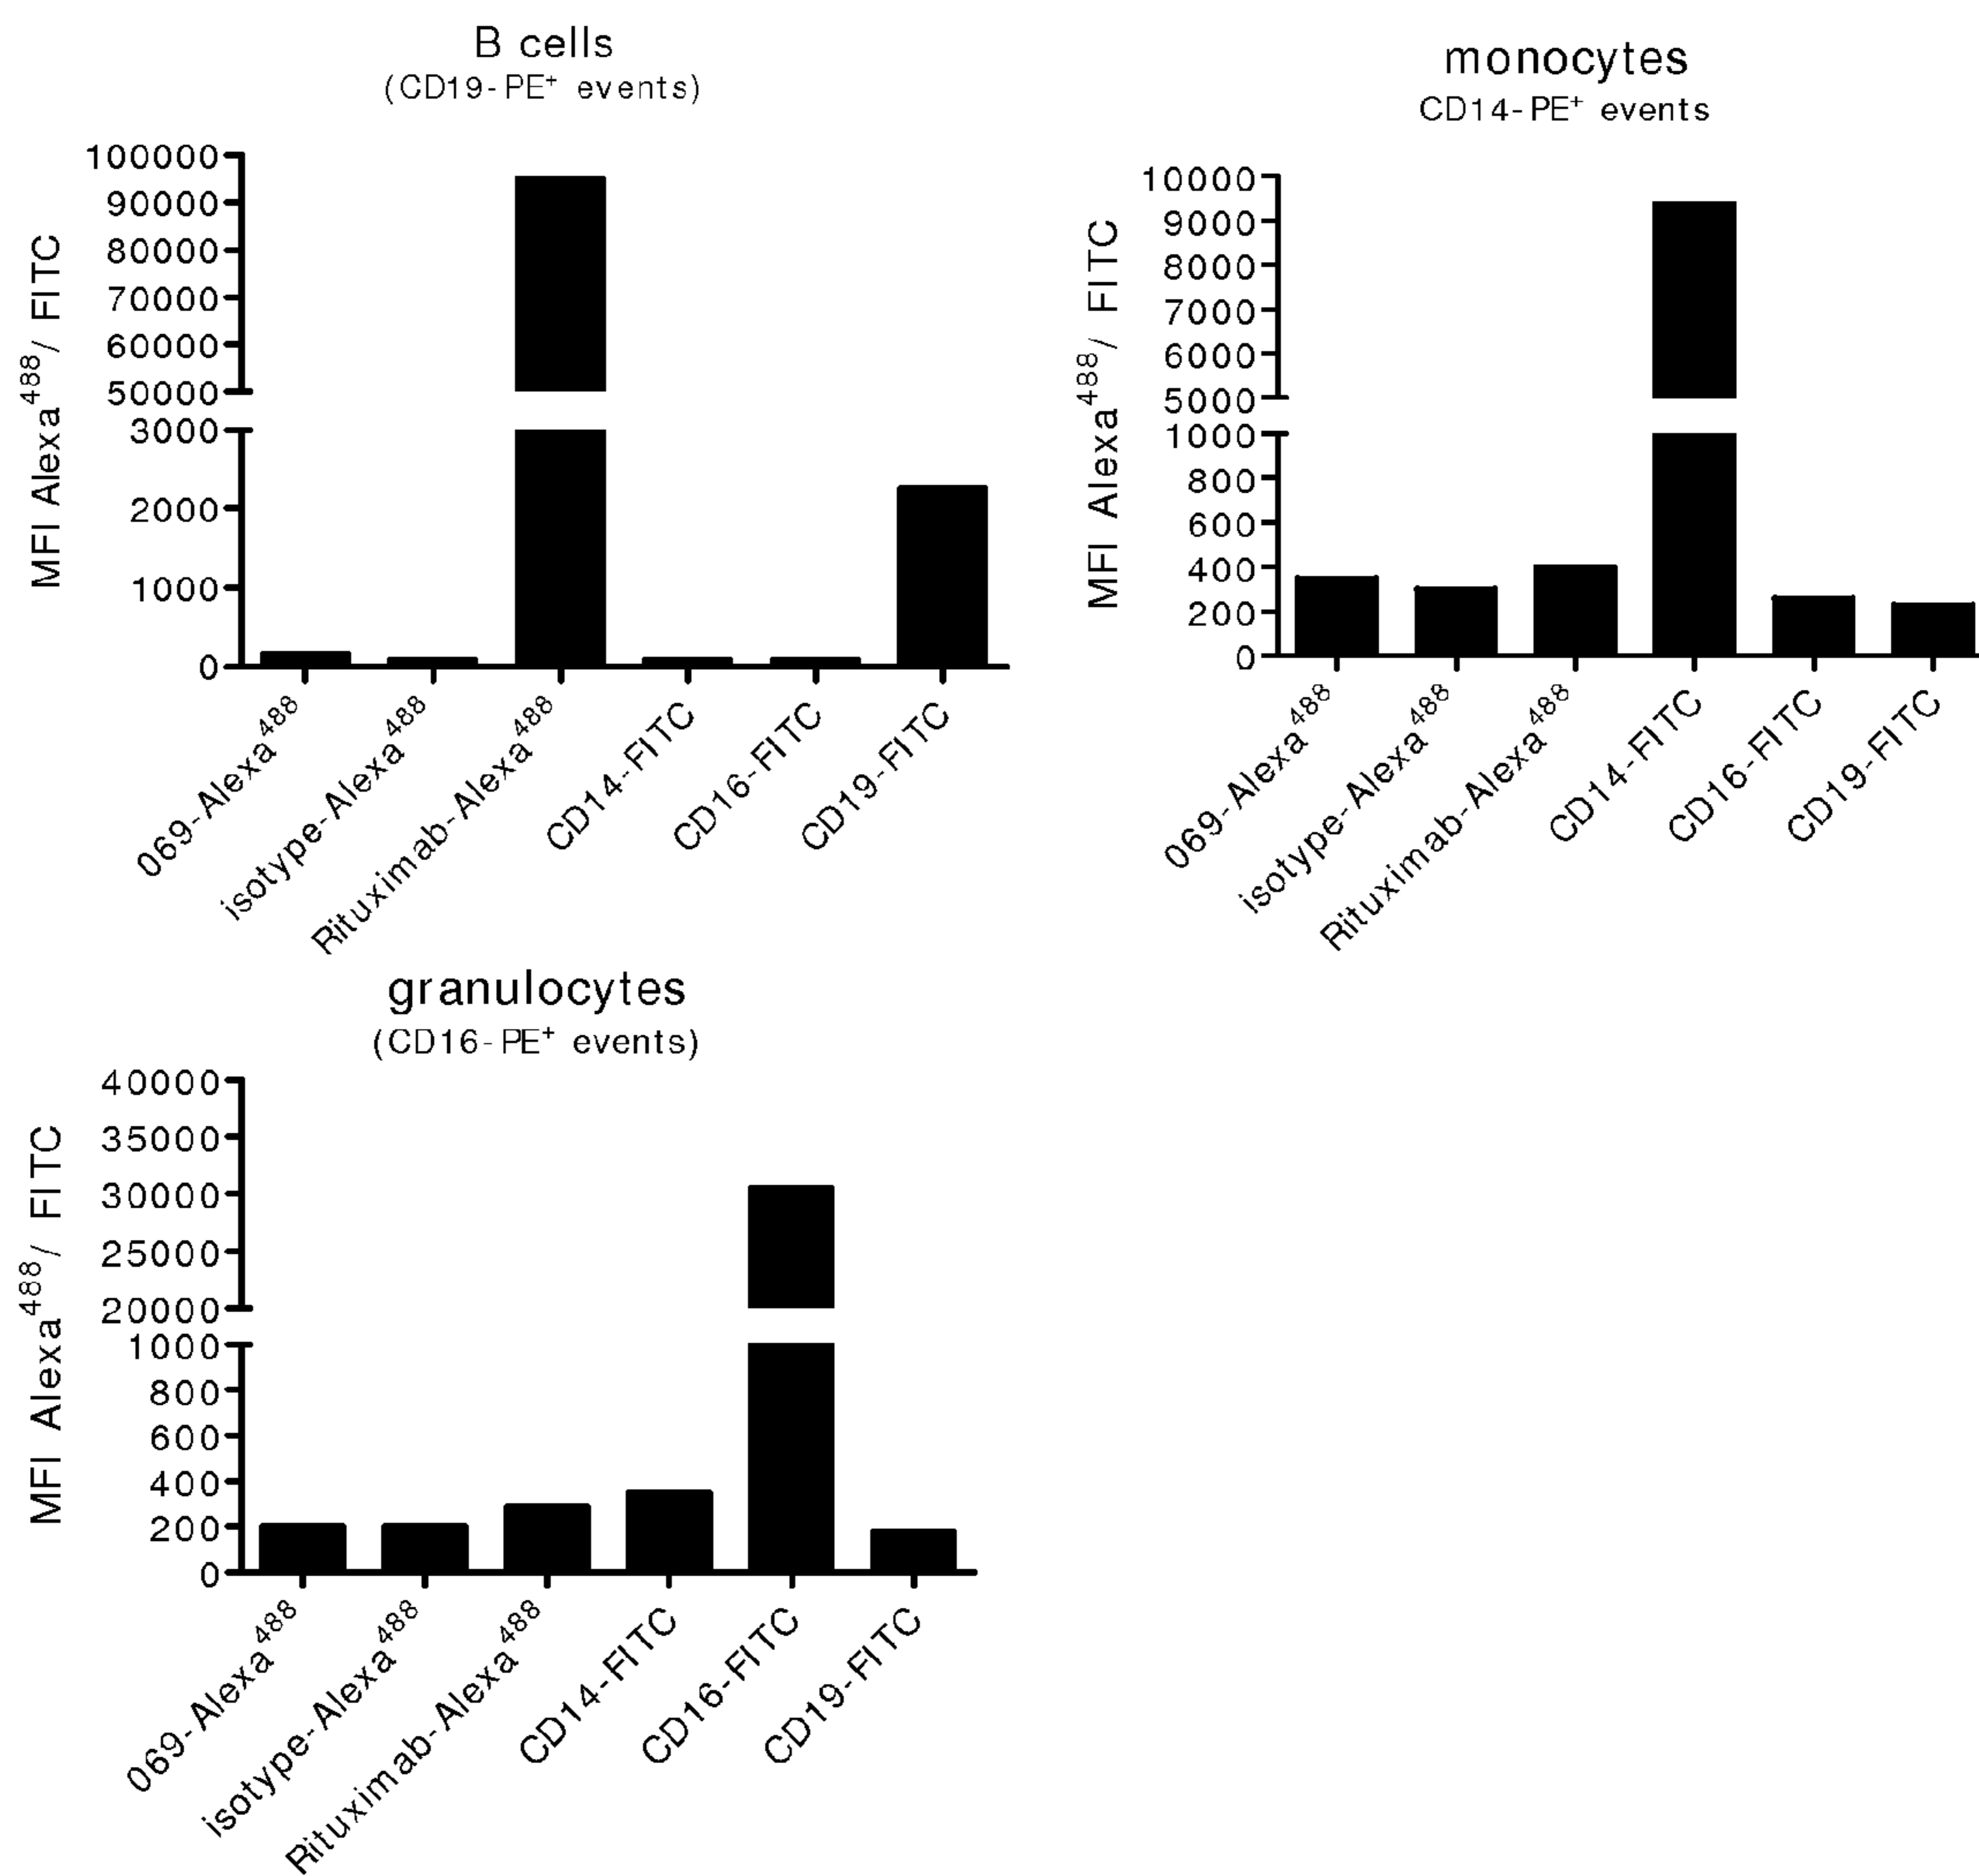 B cells
(CD19-PE⁺ events)
MFI Alexa⁴⁸⁸/ FITC
100000
90000
80000
70000
60000
50000
3000
2000
1000
0
069-Alexa⁴⁸⁸
isotype-Alexa⁴⁸⁸
Rituximab-Alexa⁴⁸⁸
CD14-FITC
CD16-FITC
CD19-FITC
monocytes
CD14-PE⁺ events
MFI Alexa⁴⁸⁸/ FITC
10000
9000
8000
7000
6000
5000
1000
800
600
400
200
0
069-Alexa⁴⁸⁸
isotype-Alexa⁴⁸⁸
Rituximab-Alexa⁴⁸⁸
CD14-FITC
CD16-FITC
CD19-FITC
granulocytes
(CD16-PE⁺ events)
MFI Alexa⁴⁸⁸/ FITC
40000
35000
30000
25000
20000
1000
800
600
400
200
0
069-Alexa⁴⁸⁸
isotype-Alexa⁴⁸⁸
Rituximab-Alexa⁴⁸⁸
CD14-FITC
CD16-FITC
CD19-FITC